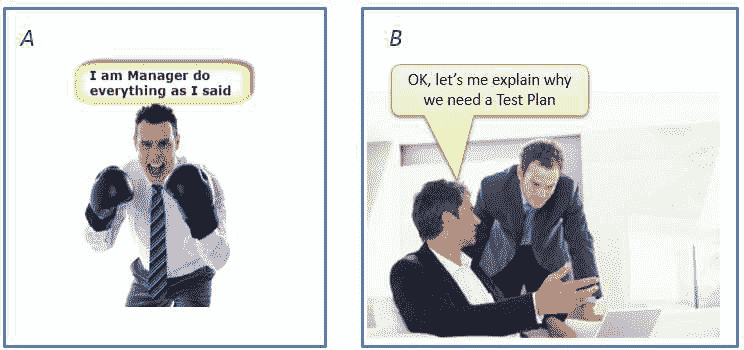 A
I am Manager do
everything as I said
B
OK, let's me explain why
we need a Test Plan